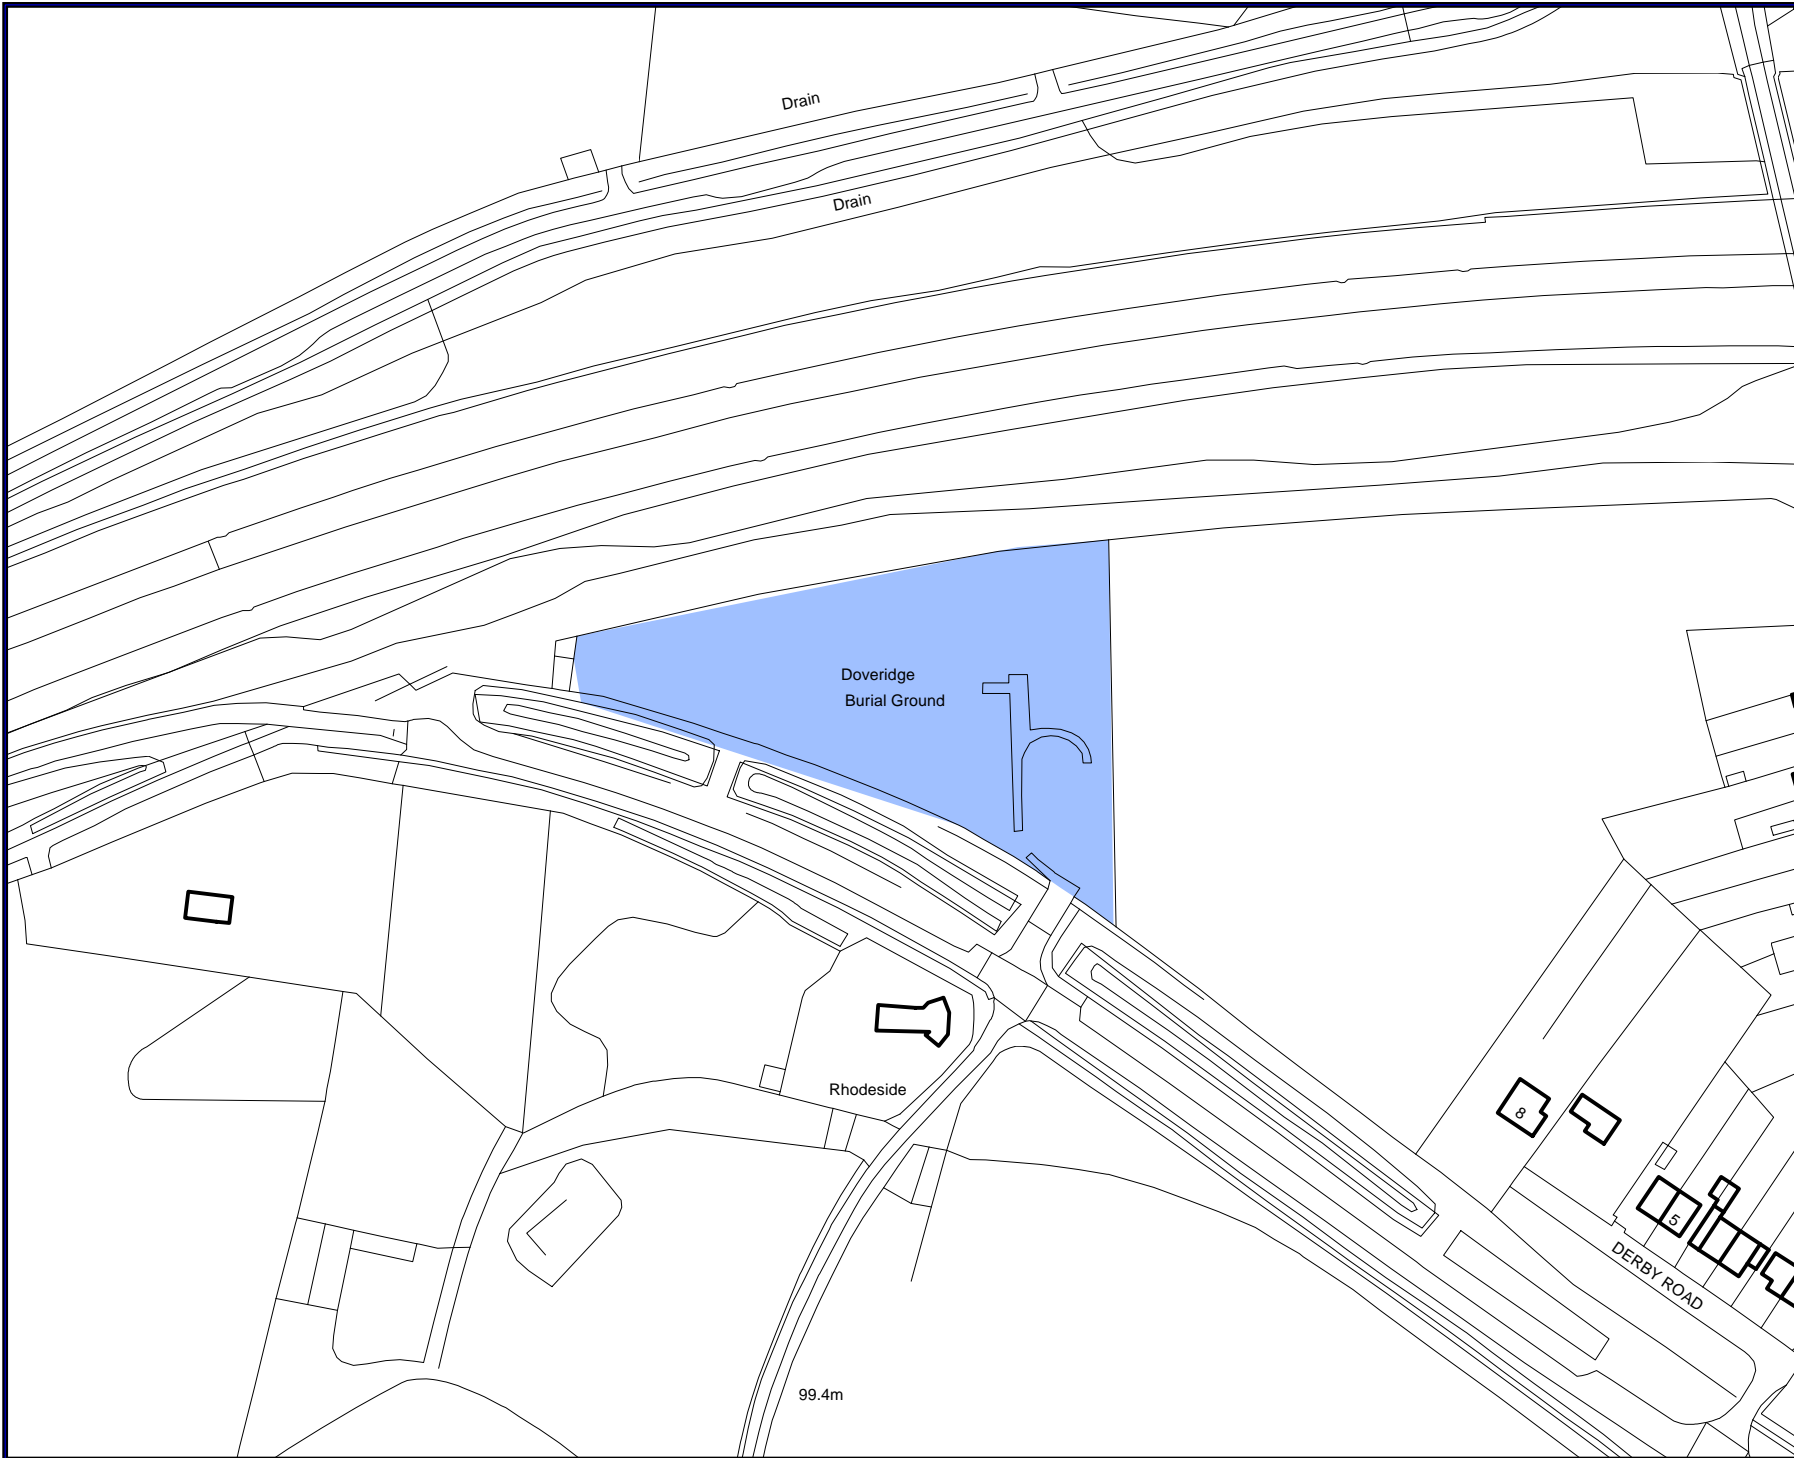 Drain
Drain
Doveridge
Burial Ground
Rhodeside
8
5
DERBY ROAD
99.4m